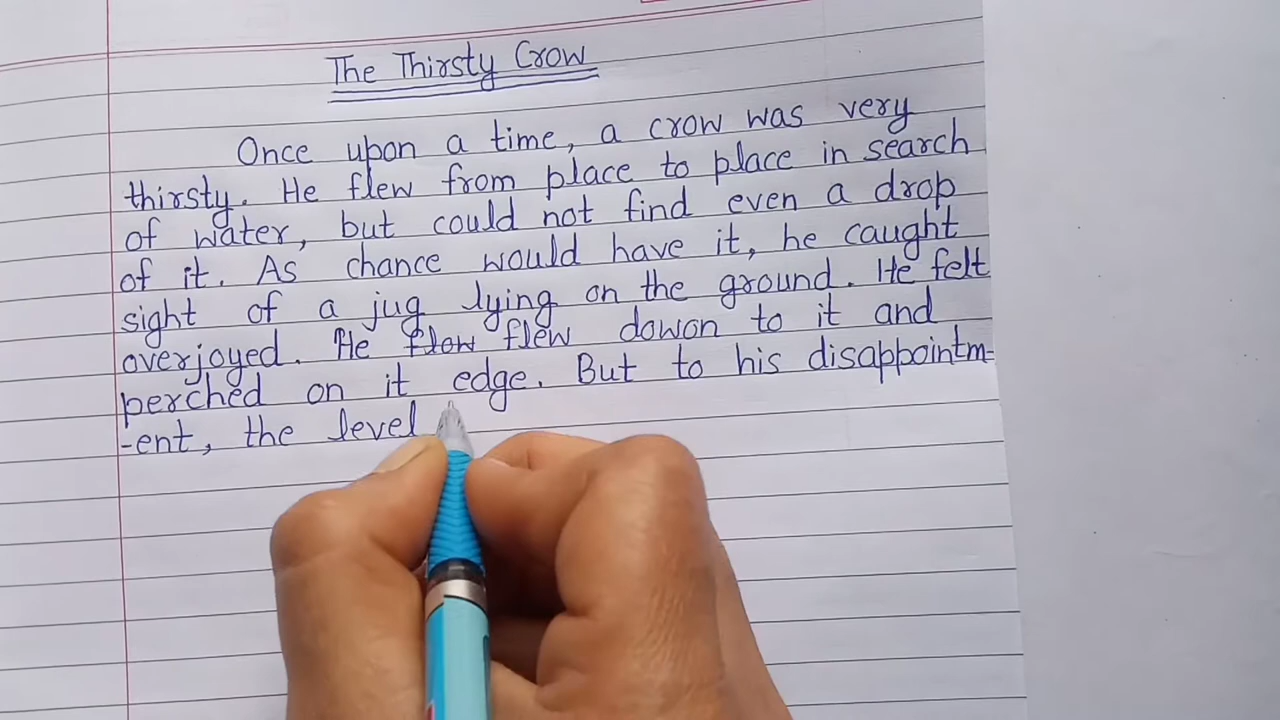 The Thirsty Crow
Once upon a time, a crow was very
thirsty. He flew from place to place in search
of water, but could not find even a drop
of it. As chance would have it, he caught
sight of a jug lying on the ground. He felt
overjoyed. He flow flew dowon to it and
perched on it edge. But to his disappointm=
-ent, the level